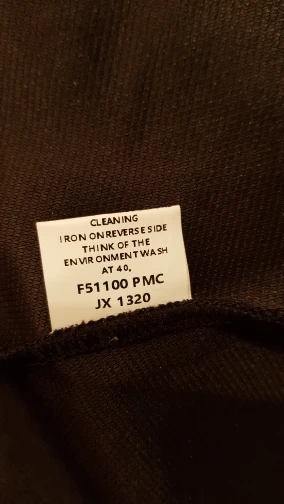 CLEANING
IRON ON REVERSE SIDE
THINK OF THE
ENVIRONMENT WASH
AT 40,
F51100 PMC
JX 1320